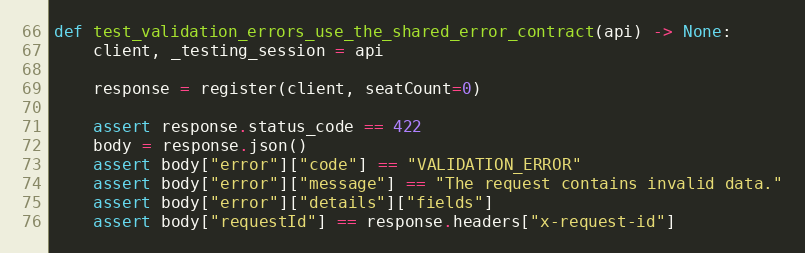 66 def test_validation_errors_use_the_shared_error_contract(api) -> None:
67     client, _testing_session = api
68
69     response = register(client, seatCount=0)
70
71     assert response.status_code == 422
72     body = response.json()
73     assert body["error"]["code"] == "VALIDATION_ERROR"
74     assert body["error"]["message"] == "The request contains invalid data."
75     assert body["error"]["details"]["fields"]
76     assert body["requestId"] == response.headers["x-request-id"]